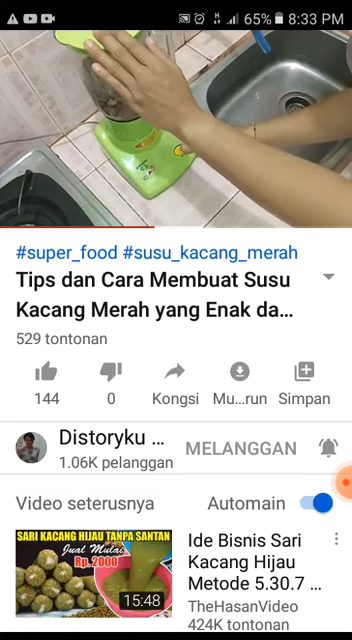 65% 8:33 PM
#super_food #susu_kacang_merah
Tips dan Cara Membuat Susu
Kacang Merah yang Enak da...
529 tontonan
144
0
Kongsi
Mu...run
Simpan
Distoryku ...
1.06K pelanggan
MELANGGAN
Video seterusnya
Automain
SARI KACANG HIJAU TANPA SANTAN
Jual Mulai
Rp. 2000
15:48
Ide Bisnis Sari
Kacang Hijau
Metode 5.30.7 ...
TheHasanVideo
424K tontonan